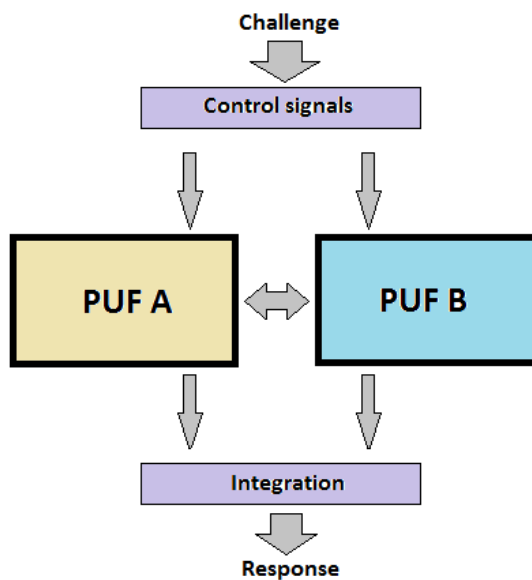 Challenge
Control signals
PUF A
PUF B
Integration
Response